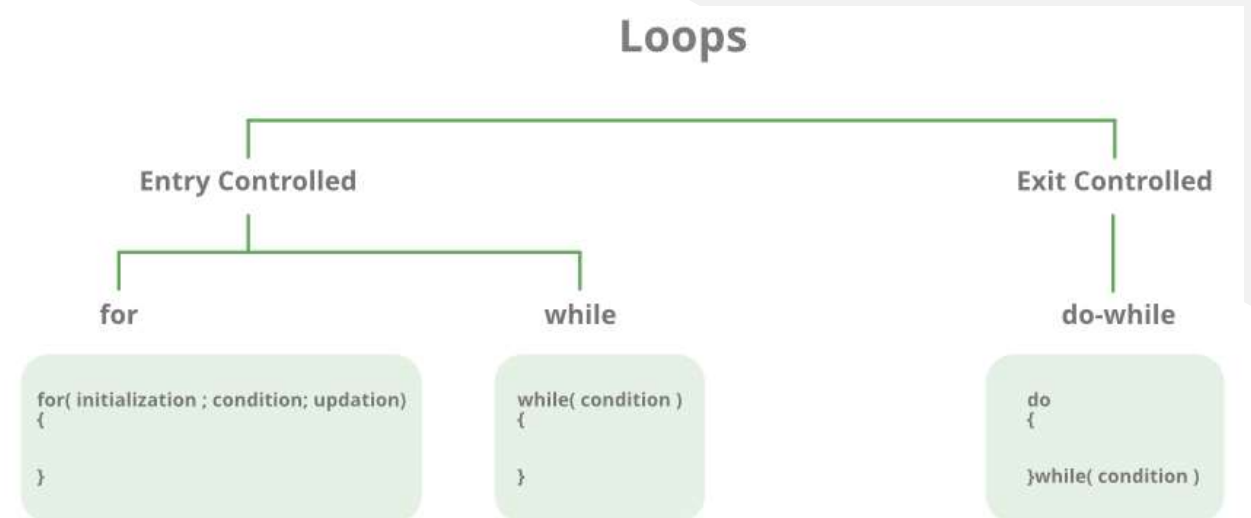 Loops
Entry Controlled
Exit Controlled
for
while
do-while
for( initialization ; condition; updation)
{
}
while( condition )
{
}
do
{
}while( condition )